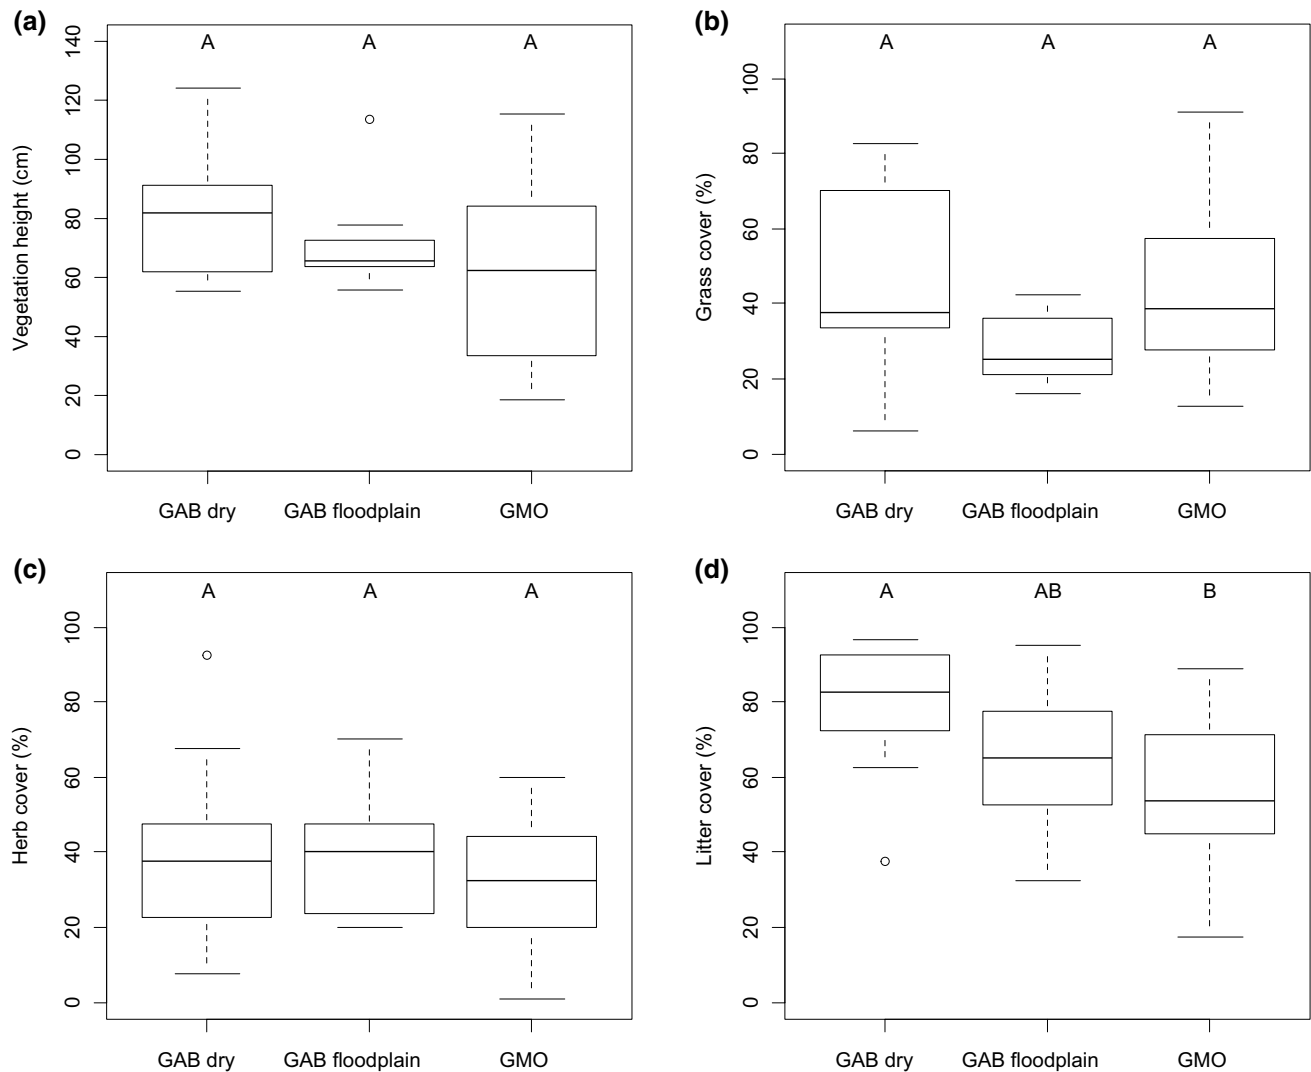 (a)
A A A
Vegetation height (cm)
140
120
100
80
60
40
20
0
GAB dry GAB floodplain GMO
(b)
A A A
Grass cover (%)
100
80
60
40
20
0
GAB dry GAB floodplain GMO
(c)
A A A
Herb cover (%)
100
80
60
40
20
0
GAB dry GAB floodplain GMO
(d)
A AB B
Litter cover (%)
100
80
60
40
20
0
GAB dry GAB floodplain GMO